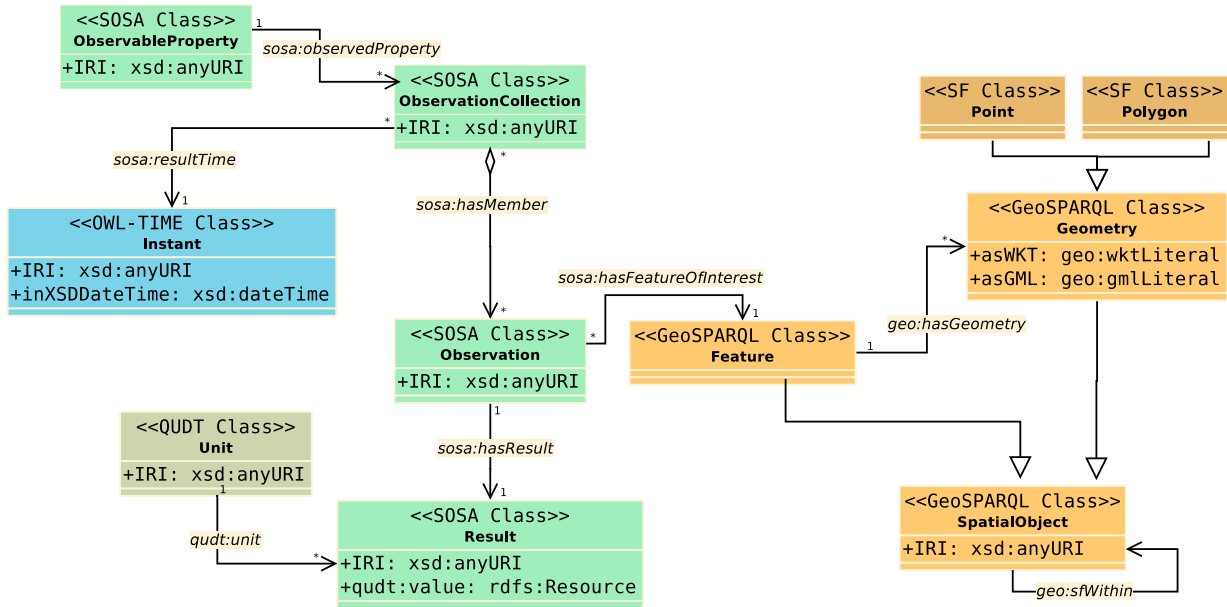 <<SOSA Class>>
ObservableProperty
+IRI: xsd:anyURI
1
sosa:observedProperty
*
<<SOSA Class>>
ObservationCollection
+IRI: xsd:anyURI
*
sosa:resultTime
1
<<OWL-TIME Class>>
Instant
+IRI: xsd:anyURI
+inXSDDateTime: xsd:dateTime
*
sosa:hasMember
*
<<SOSA Class>>
Observation
+IRI: xsd:anyURI
*
sosa:hasFeatureOfInterest
1
<<GeoSPARQL Class>>
Feature
1
geo:hasGeometry
*
<<SF Class>>
Point
<<SF Class>>
Polygon
<<GeoSPARQL Class>>
Geometry
+asWKT: geo:wktLiteral
+asGML: geo:gmlLiteral
1
sosa:hasResult
1
<<QUDT Class>>
Unit
+IRI: xsd:anyURI
1
qudt:unit
*
<<SOSA Class>>
Result
+IRI: xsd:anyURI
+qudt:value: rdfs:Resource
<<GeoSPARQL Class>>
SpatialObject
+IRI: xsd:anyURI
geo:sfWithin